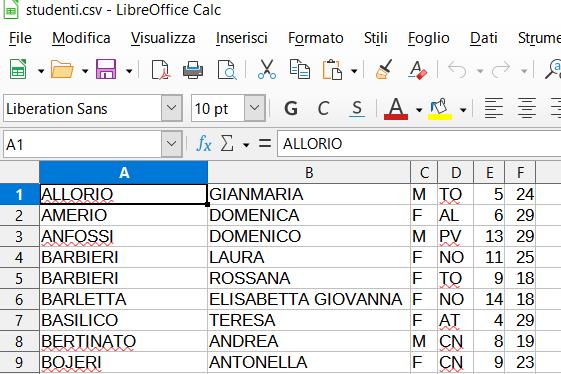 studenti.csv - LibreOffice Calc
File Modifica Visualizza Inserisci Formato Stili Foglio Dati Strume
Liberation Sans 10 pt G C S A
A1 fx Σ = ALLORIO
A B C D E F
1 ALLORIO GIANMARIA M TO 5 24
2 AMERIO DOMENICA F AL 6 29
3 ANFOSSI DOMENICO M PV 13 29
4 BARBIERI LAURA F NO 11 25
5 BARBIERI ROSSANA F TO 9 18
6 BARLETTA ELISABETTA GIOVANNA F NO 14 18
7 BASILICO TERESA F AT 4 29
8 BERTINATO ANDREA M CN 8 19
9 BOJERI ANTONELLA F CN 9 23